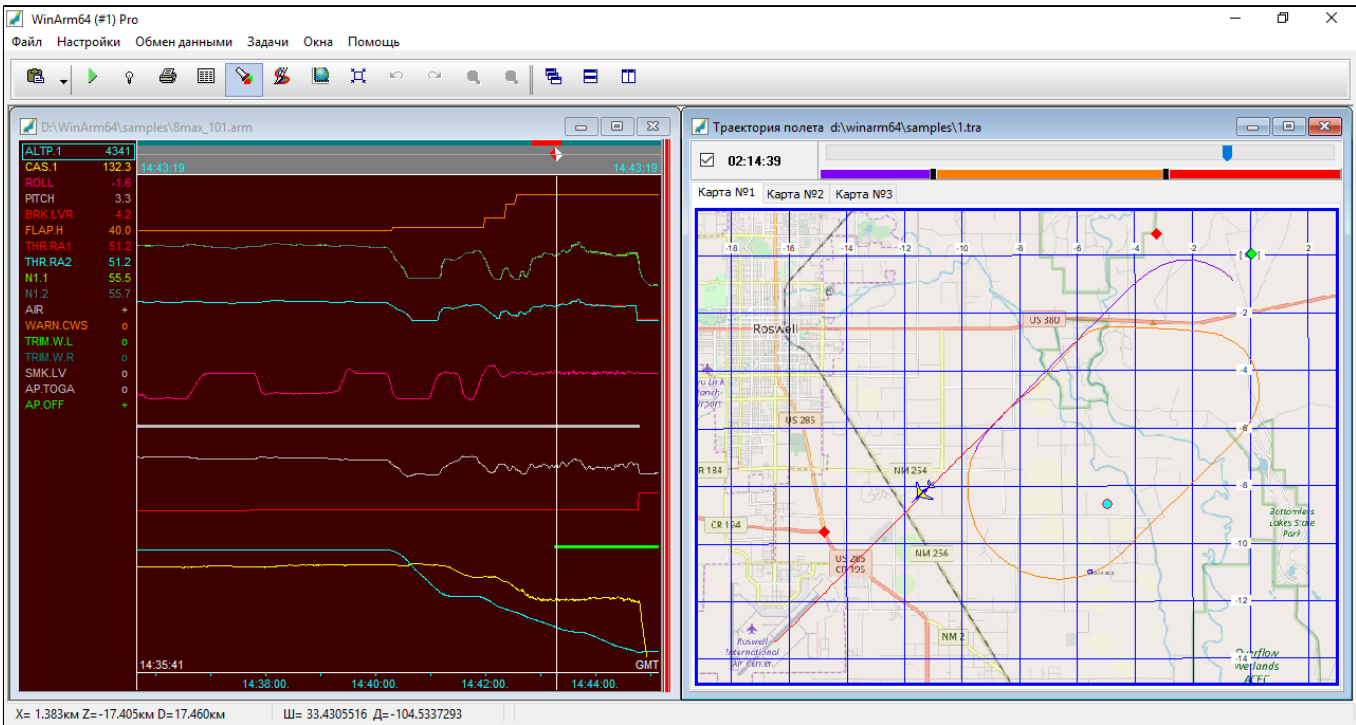 WinArm64 (#1) Pro
Файл Настройки Обмен данными Задачи Окна Помощь
D:\WinArm64\samples\8max_101.arm
ALTP.1 4341
CAS.1 132.3
ROLL -1.6
PITCH 3.3
BRK.LVR 4.2
FLAP.H 40.0
THR.RA1 51.2
THR.RA2 51.2
N1.1 55.5
N1.2 55.7
AIR +
WARN.CWS o
TRIM.W.L o
TRIM.W.R o
SMK.LV o
AP.TOGA o
AP.OFF +
14:43:19 14:43:19
14:35:41 GMT
14:38:00. 14:40:00. 14:42:00. 14:44:00.
Траектория полета d:\winarm64\samples\1.tra
02:14:39
Карта №1 Карта №2 Карта №3
-18 -16 -14 -12 -10 -8 -6 -4 -2 [ ] 2
-2
US 380
Roswell
-4
Ranch
US 285
-6
NM 254
-8
CR 194
Bottomless
Lakes State
Park
-10
NM 256
US 285
CR 195
-12
NM 2
Roswell
International
Air Center
-14
Overflow
Wetlands
ACEC
X= 1.383км Z=-17.405км D=17.460км Ш= 33.4305516 Д=-104.5337293